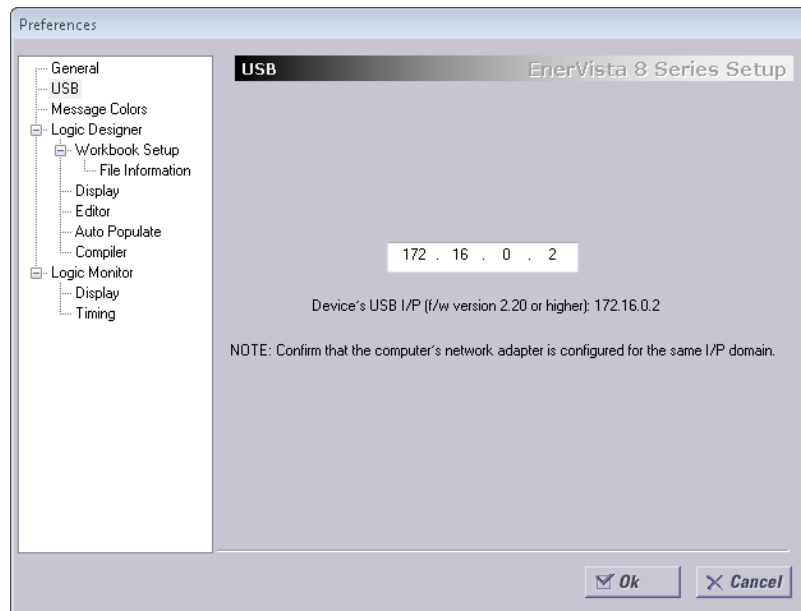 Preferences
General
USB
Message Colors
Logic Designer
Workbook Setup
File Information
Display
Editor
Auto Populate
Compiler
Logic Monitor
Display
Timing
USB EnerVista 8 Series Setup
172 . 16 . 0 . 2
Device's USB I/P (f/w version 2.20 or higher): 172.16.0.2
NOTE: Confirm that the computer's network adapter is configured for the same I/P domain.
Ok Cancel